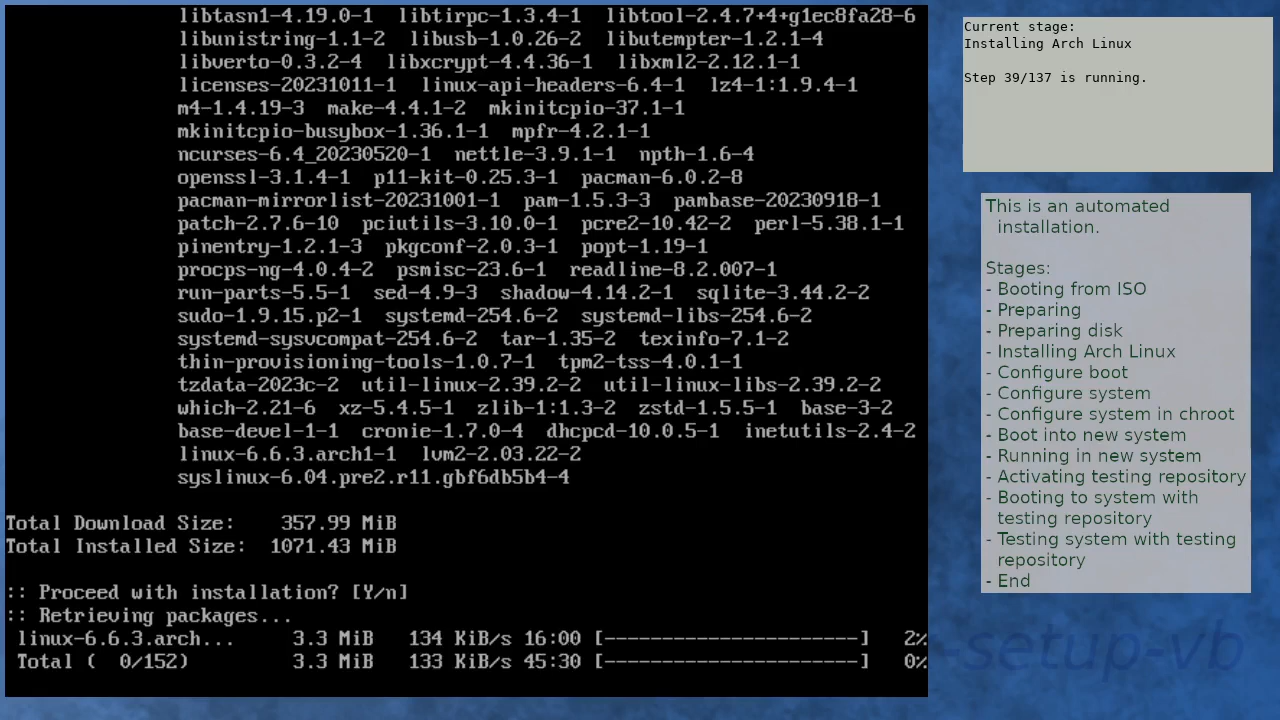 libtasn1-4.19.0-1  libtirpc-1.3.4-1  libtool-2.4.7+4+g1ec8fa28-6
libunistring-1.1-2  libusb-1.0.26-2  libutempter-1.2.1-4
libverto-0.3.2-4  libxcrypt-4.4.36-1  libxml2-2.12.1-1
licenses-20231011-1  linux-api-headers-6.4-1  lz4-1:1.9.4-1
m4-1.4.19-3  make-4.4.1-2  mkinitcpio-37.1-1
mkinitcpio-busybox-1.36.1-1  mpfr-4.2.1-1
ncurses-6.4_20230520-1  nettle-3.9.1-1  npth-1.6-4
openssl-3.1.4-1  p11-kit-0.25.3-1  pacman-6.0.2-8
pacman-mirrorlist-20231001-1  pam-1.5.3-3  pambase-20230918-1
patch-2.7.6-10  pciutils-3.10.0-1  pcre2-10.42-2  perl-5.38.1-1
pinentry-1.2.1-3  pkgconf-2.0.3-1  popt-1.19-1
procps-ng-4.0.4-2  psmisc-23.6-1  readline-8.2.007-1
run-parts-5.5-1  sed-4.9-3  shadow-4.14.2-1  sqlite-3.44.2-2
sudo-1.9.15.p2-1  systemd-254.6-2  systemd-libs-254.6-2
systemd-sysvcompat-254.6-2  tar-1.35-2  texinfo-7.1-2
thin-provisioning-tools-1.0.7-1  tpm2-tss-4.0.1-1
tzdata-2023c-2  util-linux-2.39.2-2  util-linux-libs-2.39.2-2
which-2.21-6  xz-5.4.5-1  zlib-1:1.3-2  zstd-1.5.5-1  base-3-2
base-devel-1-1  cronie-1.7.0-4  dhcpcd-10.0.5-1  inetutils-2.4-2
linux-6.6.3.arch1-1  lvm2-2.03.22-2
syslinux-6.04.pre2.r11.gbf6db5b4-4
Total Download Size:    357.99 MiB
Total Installed Size:  1071.43 MiB
:: Proceed with installation? [Y/n]
:: Retrieving packages...
linux-6.6.3.arch...     3.3 MiB   134 KiB/s 16:00 [----------------------]   2%
Total (  0/152)         3.3 MiB   133 KiB/s 45:30 [----------------------]   0%
Current stage:
Installing Arch Linux
Step 39/137 is running.
This is an automated
installation.
Stages:
- Booting from ISO
- Preparing
- Preparing disk
- Installing Arch Linux
- Configure boot
- Configure system
- Configure system in chroot
- Boot into new system
- Running in new system
- Activating testing repository
- Booting to system with
testing repository
- Testing system with testing
repository
- End
-setup-vb